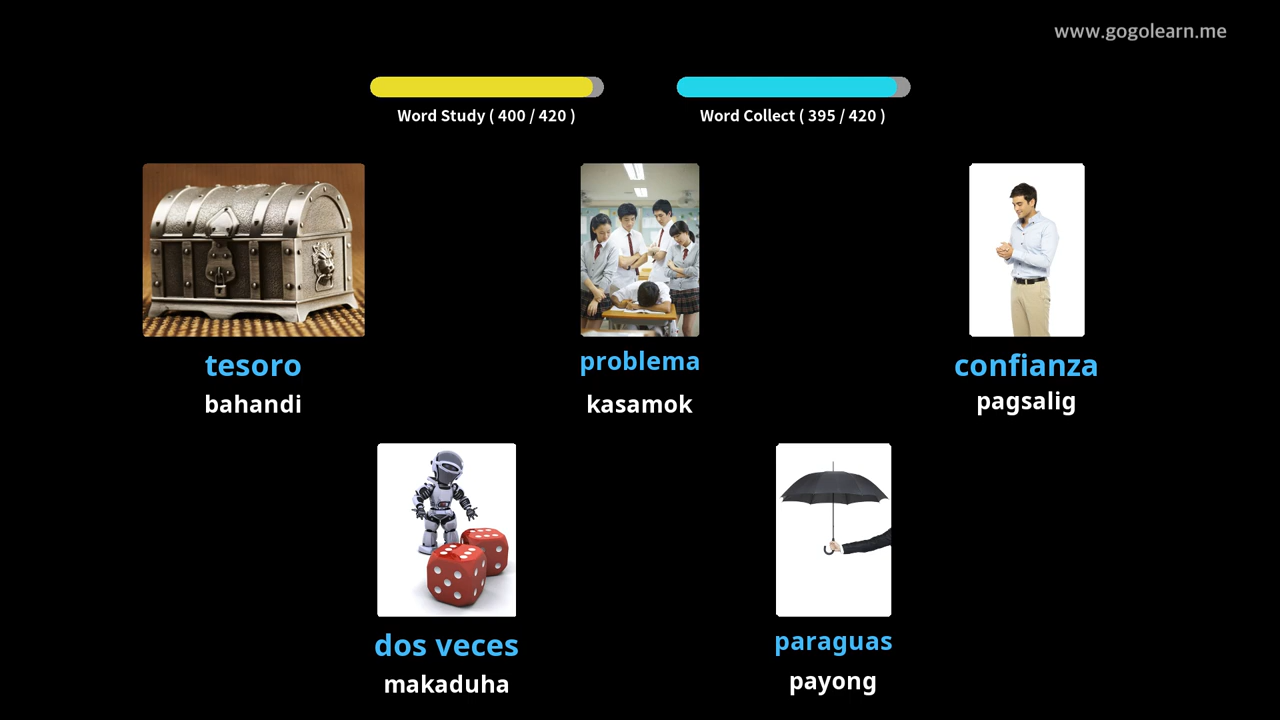 www.gogolearn.me
Word Study ( 400 / 420 )
Word Collect ( 395 / 420 )
tesoro
bahandi
problema
kasamok
confianza
pagsalig
dos veces
makaduha
paraguas
payong